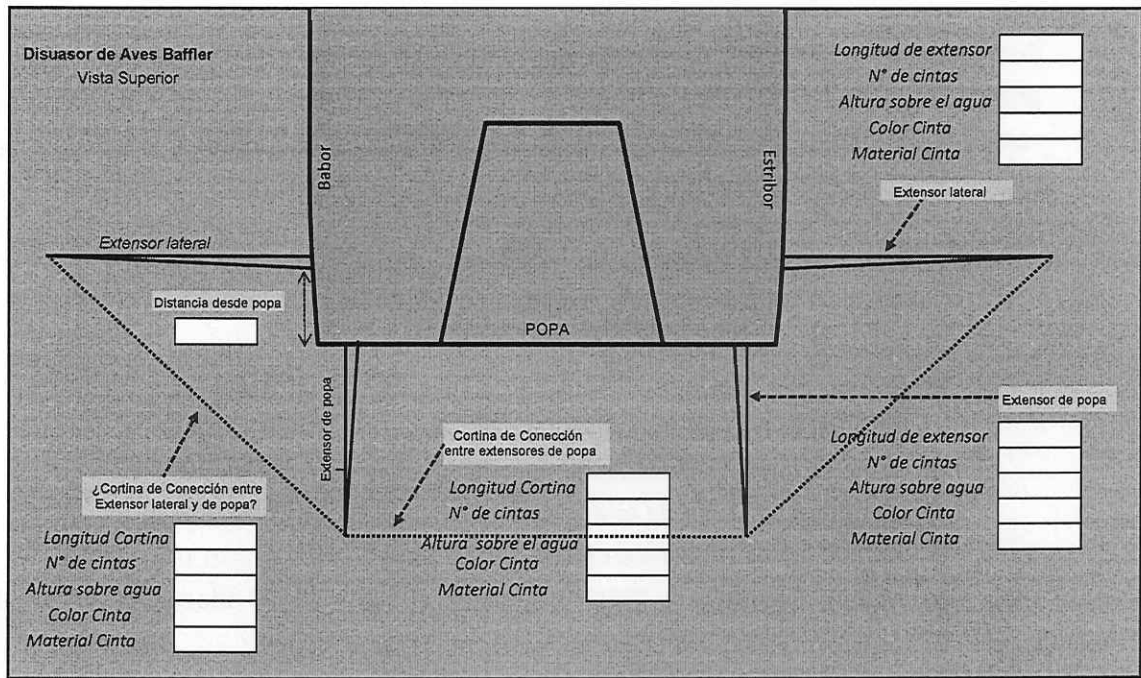 Disuasor de Aves Baffler
Vista Superior
Babor
Estribor
Longitud de extensor
N° de cintas
Altura sobre el agua
Color Cinta
Material Cinta
Extensor lateral
Extensor lateral
Distancia desde popa
POPA
Extensor de popa
Extensor de popa
Cortina de Conección
entre extensores de popa
Longitud Cortina
N° de cintas
Altura sobre el agua
Color Cinta
Material Cinta
Longitud de extensor
N° de cintas
Altura sobre agua
Color Cinta
Material Cinta
¿Cortina de Conección entre
Extensor lateral y de popa?
Longitud Cortina
N° de cintas
Altura sobre agua
Color Cinta
Material Cinta